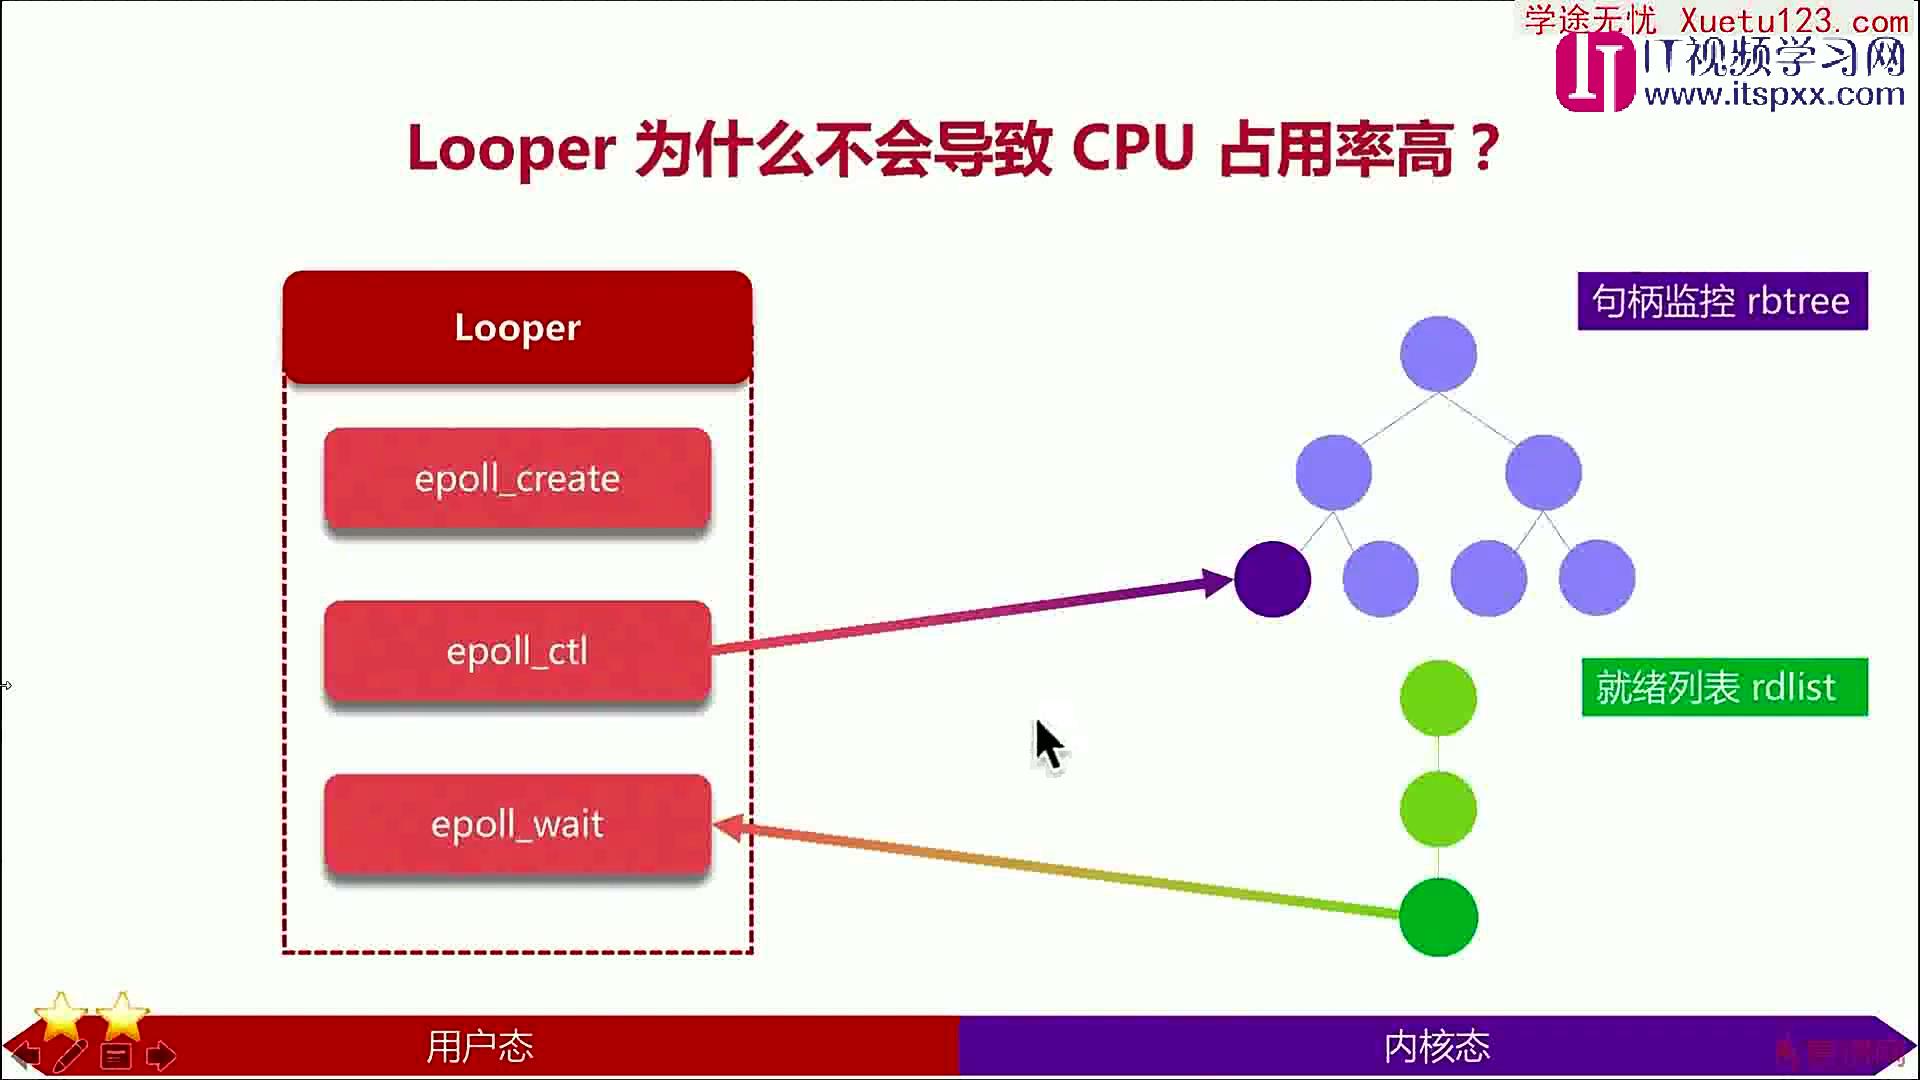 学途无忧 Xuetu123.com
IT视频学习网
www.itspxx.com
Looper 为什么不会导致 CPU 占用率高？
Looper
句柄监控 rbtree
epoll_create
epoll_ctl
就绪列表 rdlist
epoll_wait
用户态
内核态